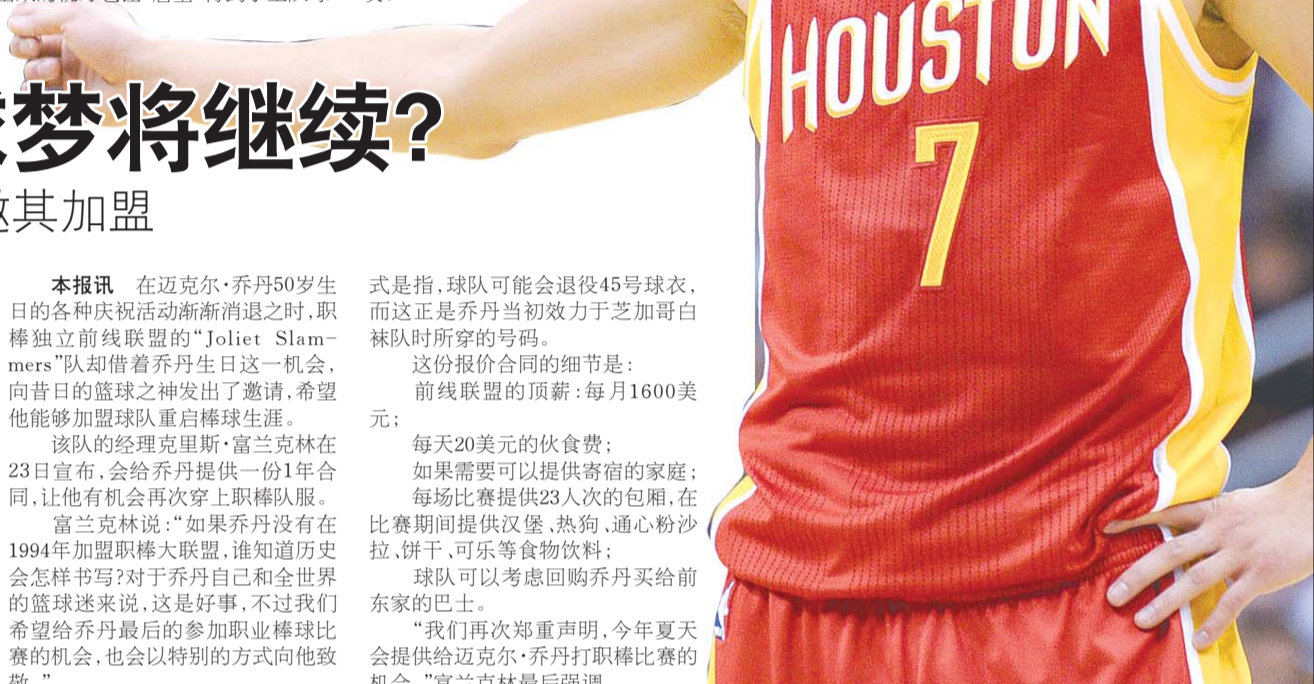 梦将继续?
其加盟
本报讯 在迈克尔·乔丹50岁生
日的各种庆祝活动渐渐消退之时,职
棒独立前线联盟的“Joliet Slam-
mers”队却借着乔丹生日这一机会,
向昔日的篮球之神发出了邀请,希望
他能够加盟球队重启棒球生涯。
该队的经理克里斯·富兰克林在
23日宣布,会给乔丹提供一份1年合
同,让他有机会再次穿上职棒队服。
富兰克林说:“如果乔丹没有在
1994年加盟职棒大联盟,谁知道历史
会怎样书写?对于乔丹自己和全世界
的篮球迷来说,这是好事,不过我们
希望给乔丹最后的参加职业棒球比
赛的机会,也会以特别的方式向他致
敬。”
式是指,球队可能会退役45号球衣,
而这正是乔丹当初效力于芝加哥白
袜队时所穿的号码。
这份报价合同的细节是:
前线联盟的顶薪:每月1600美
元;
每天20美元的伙食费;
如果需要可以提供寄宿的家庭;
每场比赛提供23人次的包厢,在
比赛期间提供汉堡、热狗、通心粉沙
拉、饼干、可乐等食物饮料;
球队可以考虑回购乔丹买给前
东家的巴士。
“我们再次郑重声明,今年夏天
会提供给迈克尔·乔丹打职棒比赛的
机会。”富兰克林最后强调
HOUSTON
7